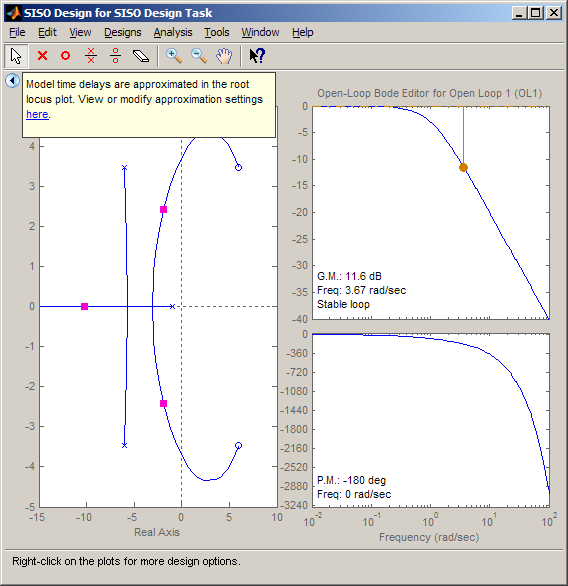 SISO Design for SISO Design Task
File Edit View Designs Analysis Tools Window Help
Model time delays are approximated in the root
locus plot. View or modify approximation settings
here.
4
3
2
1
0
-1
-2
-3
-4
-5
-15 -10 -5 0 5 10
Real Axis
Open-Loop Bode Editor for Open Loop 1 (OL1)
0
-5
-10
-15
-20
-25
-30
-35
-40
G.M.: 11.6 dB
Freq: 3.67 rad/sec
Stable loop
0
-360
-720
-1080
-1440
-1800
-2160
-2520
-2880
-3240
P.M.: -180 deg
Freq: 0 rad/sec
10^-2 10^-1 10^0 10^1 10^2
Frequency (rad/sec)
Right-click on the plots for more design options.